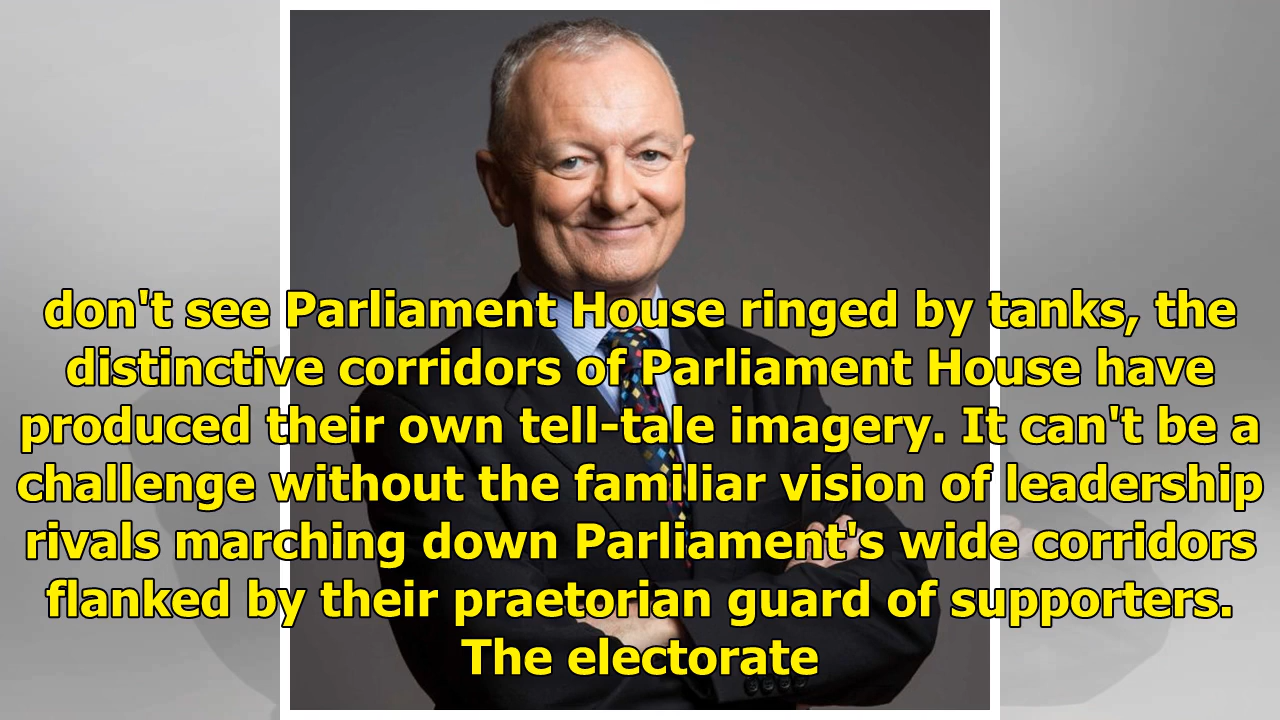 don't see Parliament House ringed by tanks, the
distinctive corridors of Parliament House have
produced their own tell-tale imagery. It can't be a
challenge without the familiar vision of leadership
rivals marching down Parliament's wide corridors
flanked by their praetorian guard of supporters.
The electorate